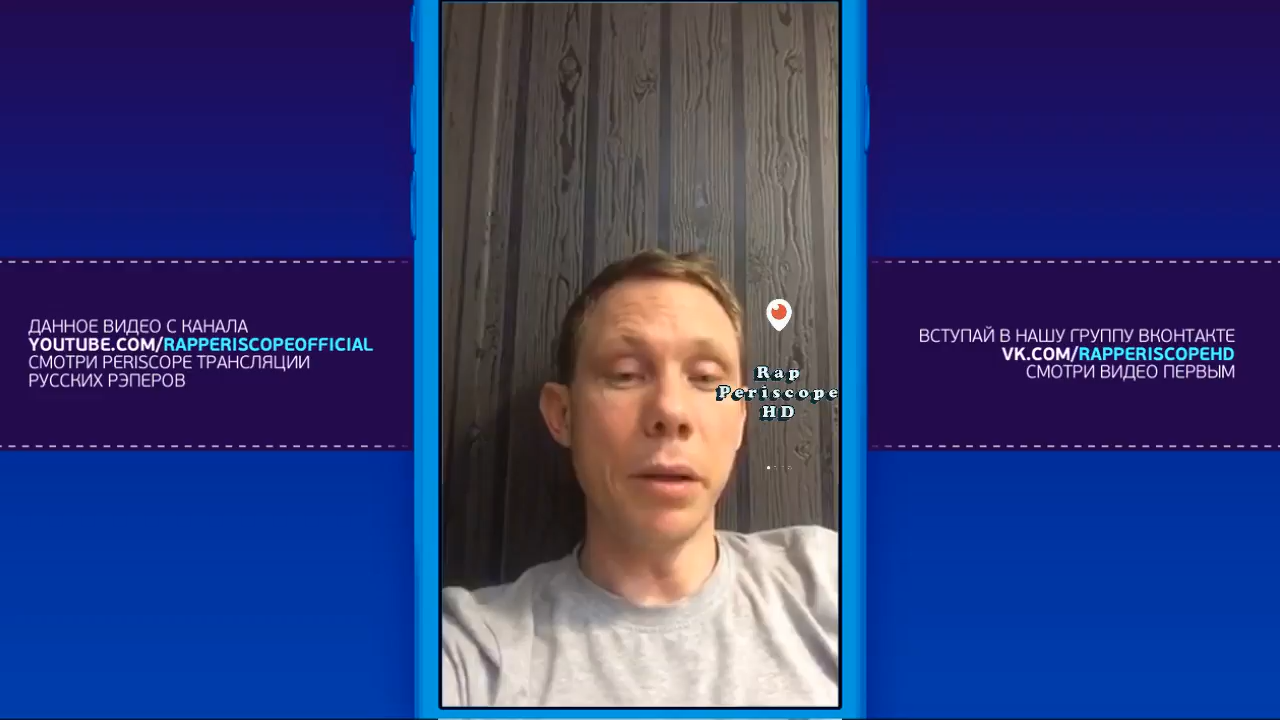 ДАННОЕ ВИДЕО С КАНАЛА
YOUTUBE.COM/RAPPERISCOPEOFFICIAL
СМОТРИ PERISCOPE ТРАНСЛЯЦИИ
РУССКИХ РЭПЕРОВ
Rap
Periscope
HD
ВСТУПАЙ В НАШУ ГРУППУ ВКОНТАКТЕ
VK.COM/RAPPERISCOPEHD
СМОТРИ ВИДЕО ПЕРВЫМ